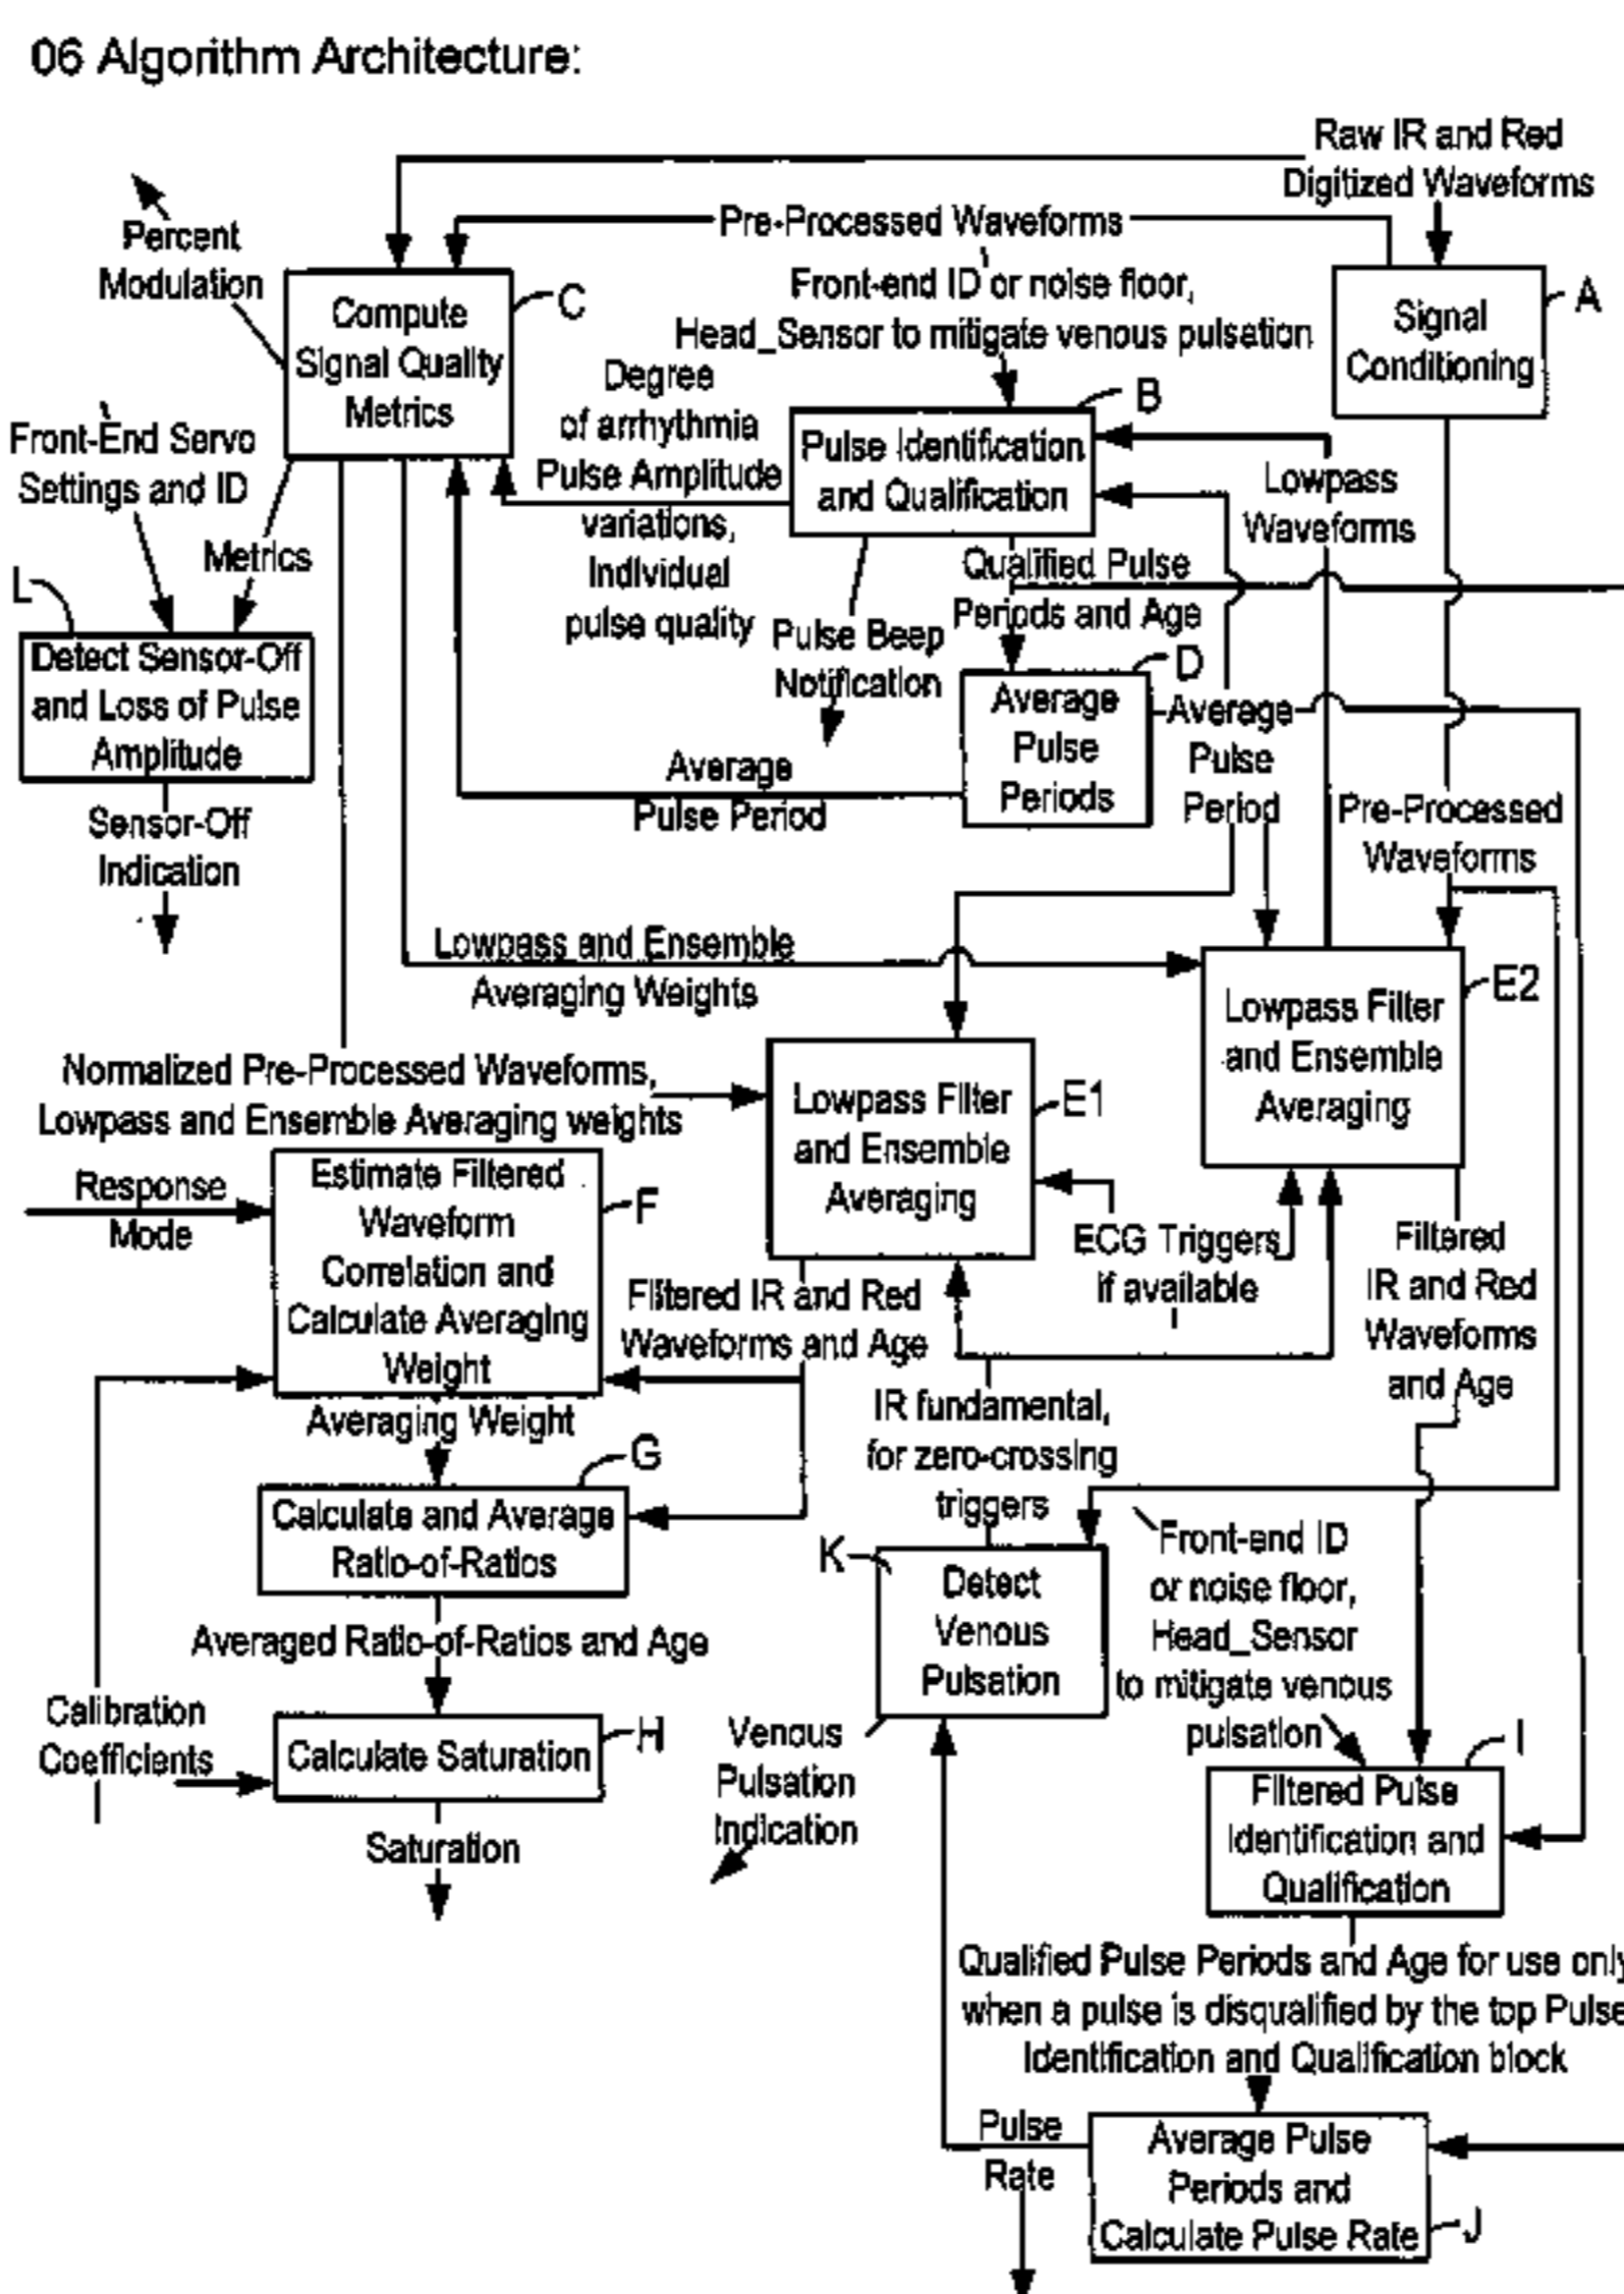 06 Algorithm Architecture:
Raw IR and Red
Digitized Waveforms
Pre-Processed Waveforms
Percent
Modulation
Front-end ID or noise floor,
Head_Sensor to mitigate venous pulsation
Compute
Signal Quality
Metrics
C
Signal
Conditioning
A
Degree
of arrhythmia
Pulse Amplitude
variations,
Individual
pulse quality
B
Pulse Identification
and Qualification
Lowpass
Waveforms
Front-End Servo
Settings and ID
Metrics
L
Detect Sensor-Off
and Loss of Pulse
Amplitude
Sensor-Off
Indication
Pulse Beep
Notification
Qualified Pulse
Periods and Age
D
Average
Pulse
Periods
Average
Pulse
Period
Average
Pulse Period
Pre-Processed
Waveforms
Lowpass and Ensemble
Averaging Weights
E2
Lowpass Filter
and Ensemble
Averaging
Normalized Pre-Processed Waveforms,
Lowpass and Ensemble Averaging weights
Lowpass Filter
and Ensemble
Averaging
E1
Response
Mode
Estimate Filtered
Waveform
Correlation and
Calculate Averaging
Weight
F
ECG Triggers
if available
Filtered
IR and Red
Waveforms
and Age
Filtered IR and Red
Waveforms and Age
Averaging Weight
IR fundamental,
for zero-crossing
triggers
G
Calculate and Average
Ratio-of-Ratios
K
Detect
Venous
Pulsation
Front-end ID
or noise floor,
Head_Sensor
to mitigate venous
pulsation
Averaged Ratio-of-Ratios and Age
Calibration
Coefficients
Calculate Saturation
H
Venous
Pulsation
Indication
Saturation
I
Filtered Pulse
Identification and
Qualification
Qualified Pulse Periods and Age for use only
when a pulse is disqualified by the top Pulse
Identification and Qualification block
Pulse
Rate
Average Pulse
Periods and
Calculate Pulse Rate
J